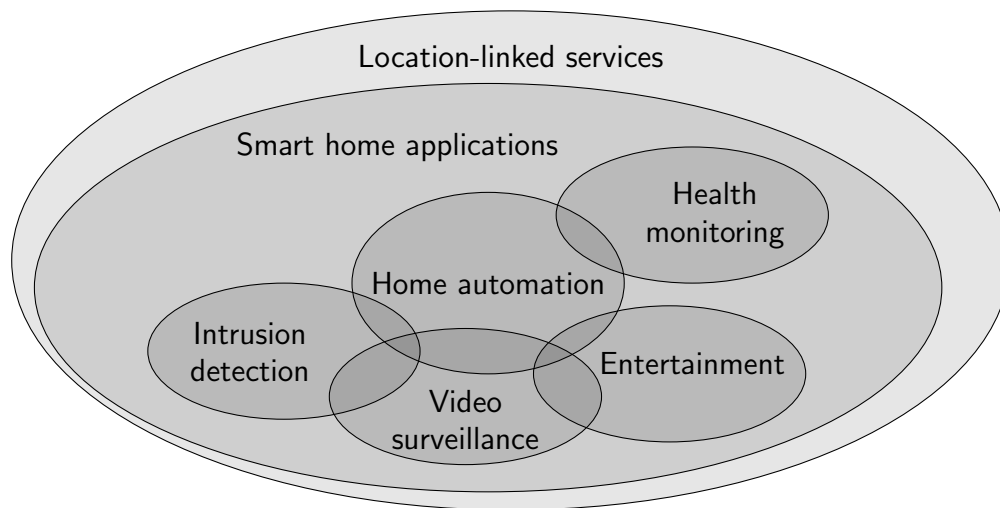 Location-linked services
Smart home applications
Health
monitoring
Home automation
Intrusion
detection
Entertainment
Video
surveillance